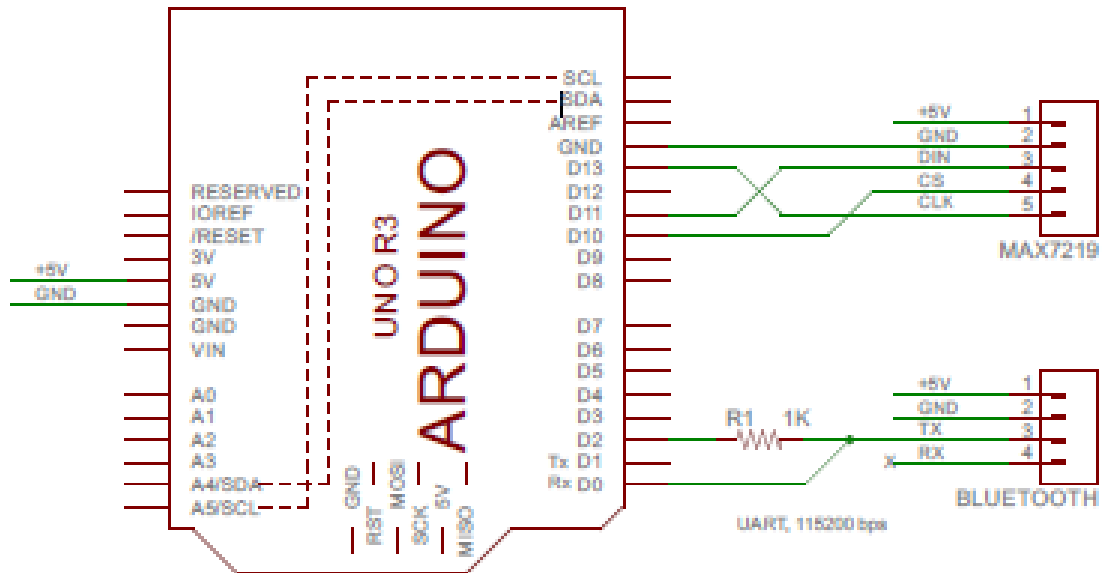 SCL
SDA
AREF
GND
D13
D12
D11
D10
D9
D8
D7
D6
D5
D4
D3
D2
Tx D1
Rx D0
RESERVED
IOREF
/RESET
3V
5V
GND
GND
VIN
A0
A1
A2
A3
A4/SDA
A5/SCL
+5V
GND
UNO R3
ARDUINO
GND
RST
MOSI
SCK
5V
MISO
+5V 1
GND 2
DIN 3
CS 4
CLK 5
MAX7219
R1 1K
+5V 1
GND 2
TX 3
RX 4
x
BLUETOOTH
UART, 115200 bps